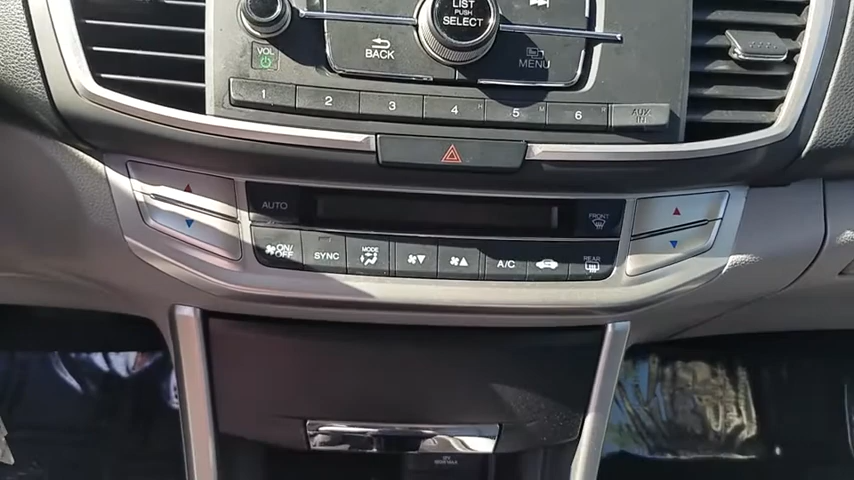 LIST
PUSH
SELECT
VOL
BACK
MENU
1 2 3 4 5 6 AUX IN
AUTO
FRONT
ON/OFF
SYNC
MODE
A/C
REAR